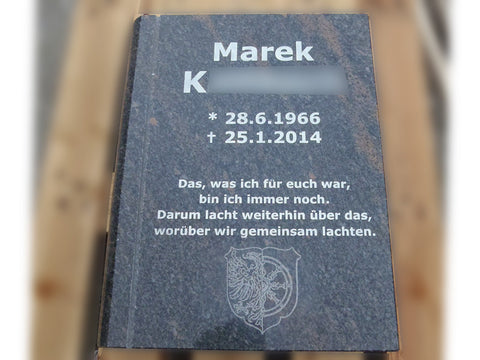 Marek
K
* 28.6.1966
† 25.1.2014
Das, was ich für euch war,
bin ich immer noch.
Darum lacht weiterhin über das,
worüber wir gemeinsam lachten.